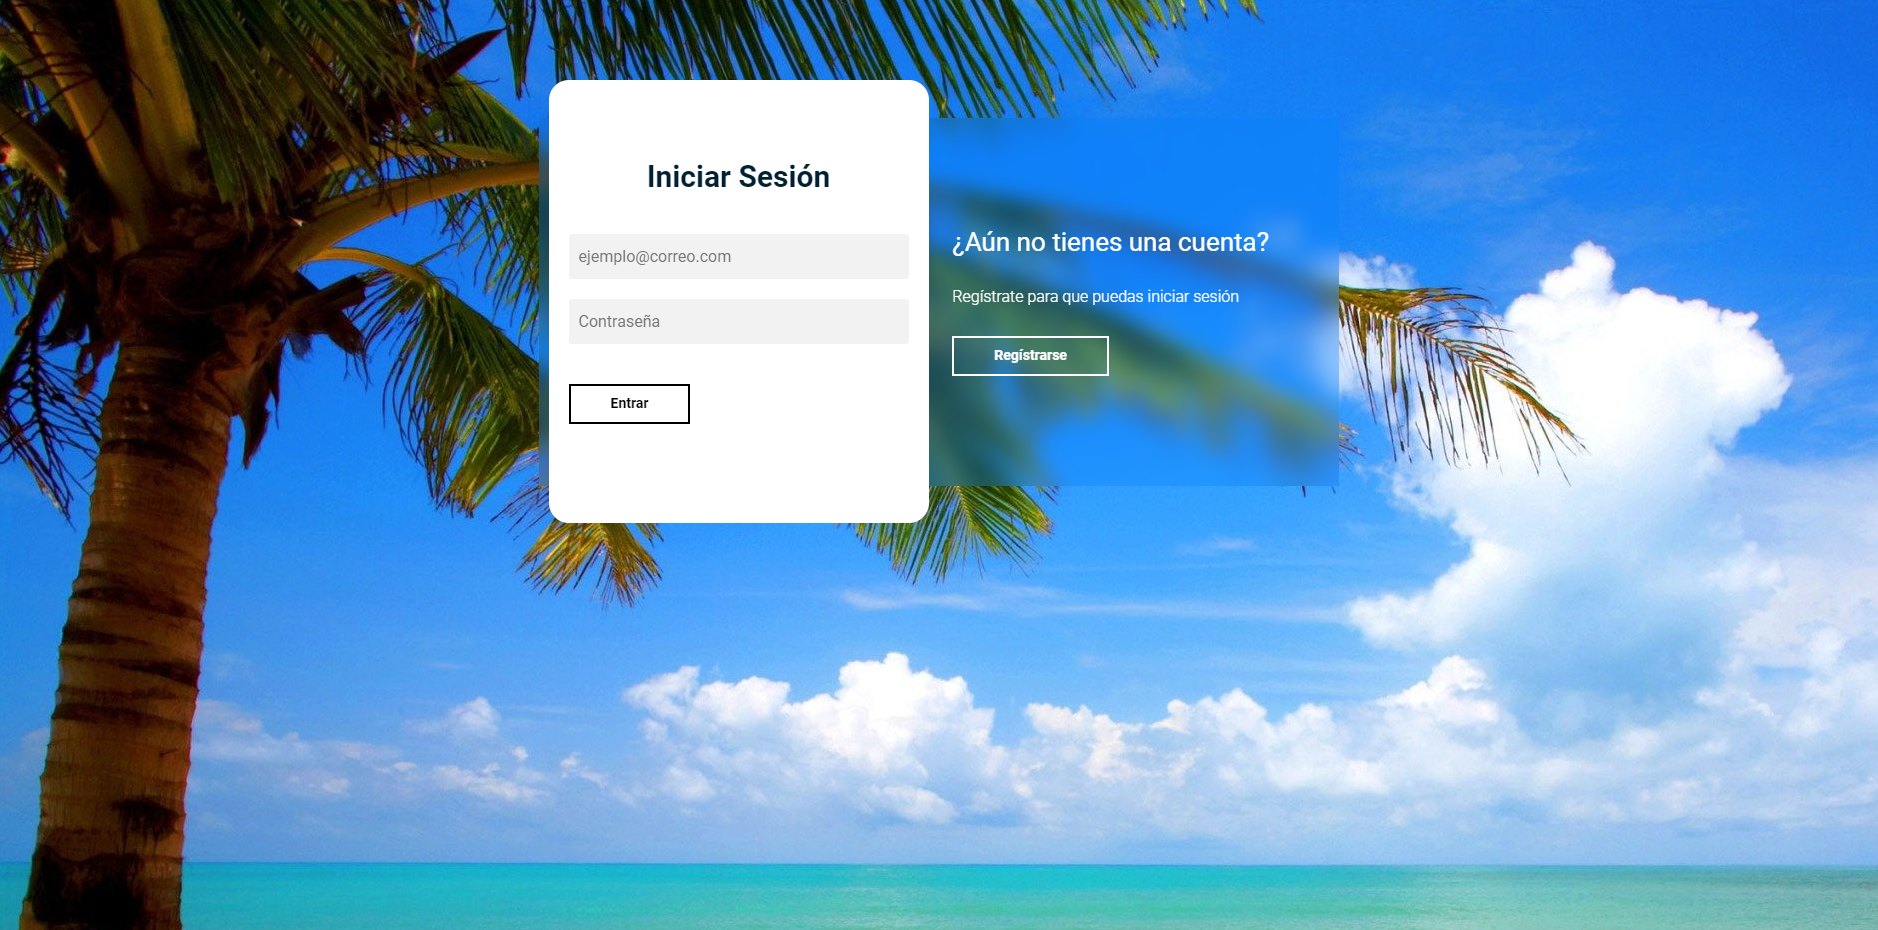 Iniciar Sesión
ejemplo@correo.com
Contraseña
Entrar
¿Aún no tienes una cuenta?
Regístrate para que puedas iniciar sesión
Regístrarse